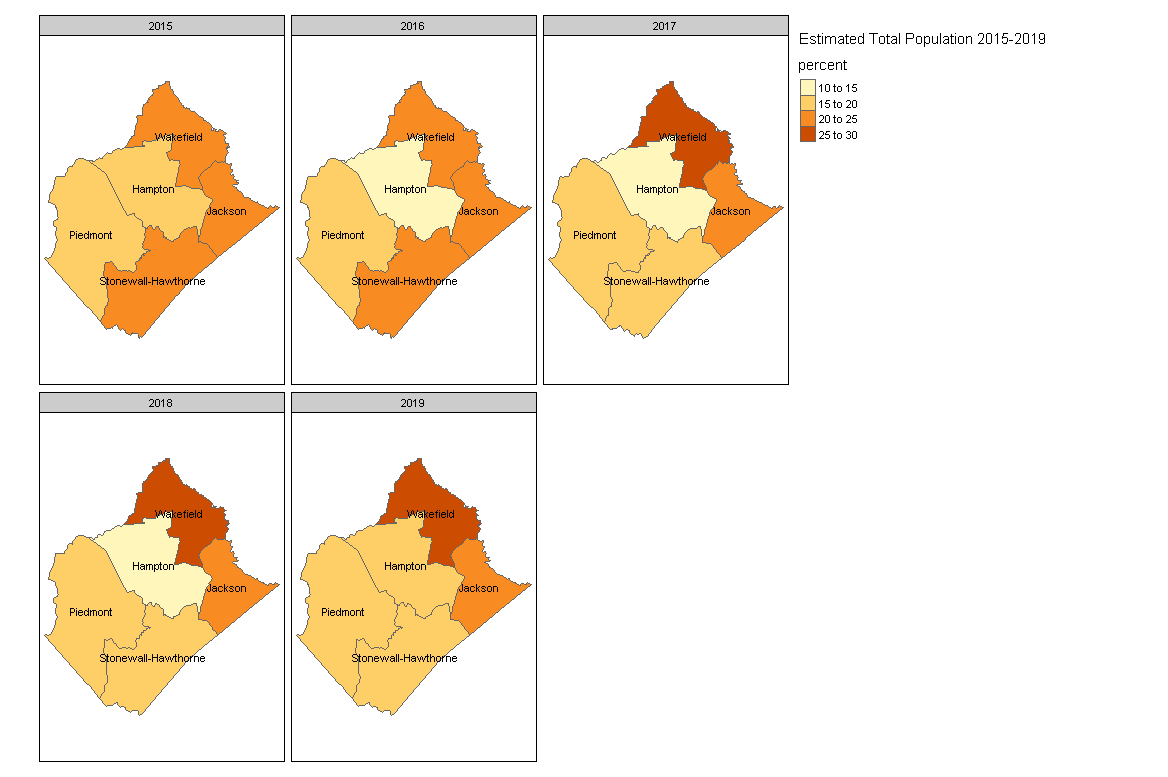 2015
2016
2017
Estimated Total Population 2015-2019
percent
10 to 15
15 to 20
20 to 25
25 to 30
Wakefield
Hampton
Jackson
Piedmont
Stonewall-Hawthorne
Wakefield
Hampton
Jackson
Piedmont
Stonewall-Hawthorne
Wakefield
Hampton
Jackson
Piedmont
Stonewall-Hawthorne
2018
2019
Wakefield
Hampton
Jackson
Piedmont
Stonewall-Hawthorne
Wakefield
Hampton
Jackson
Piedmont
Stonewall-Hawthorne